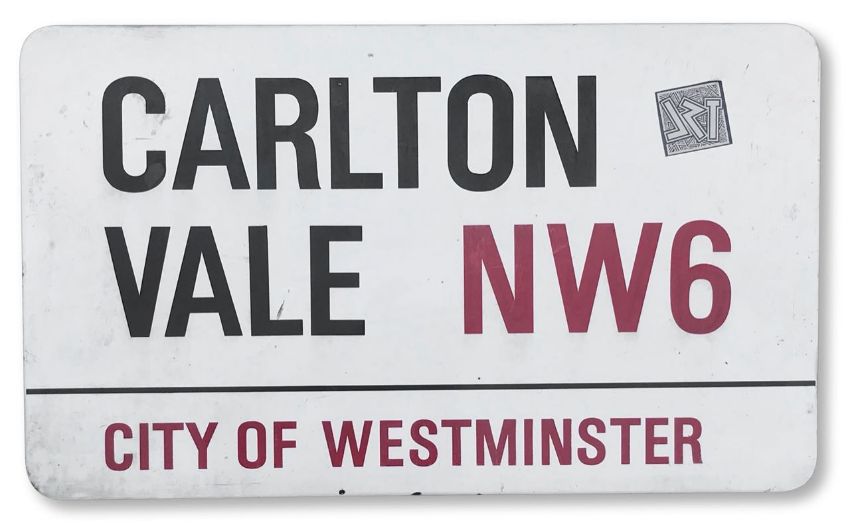 CARLTON
VALE NW6
CITY OF WESTMINSTER